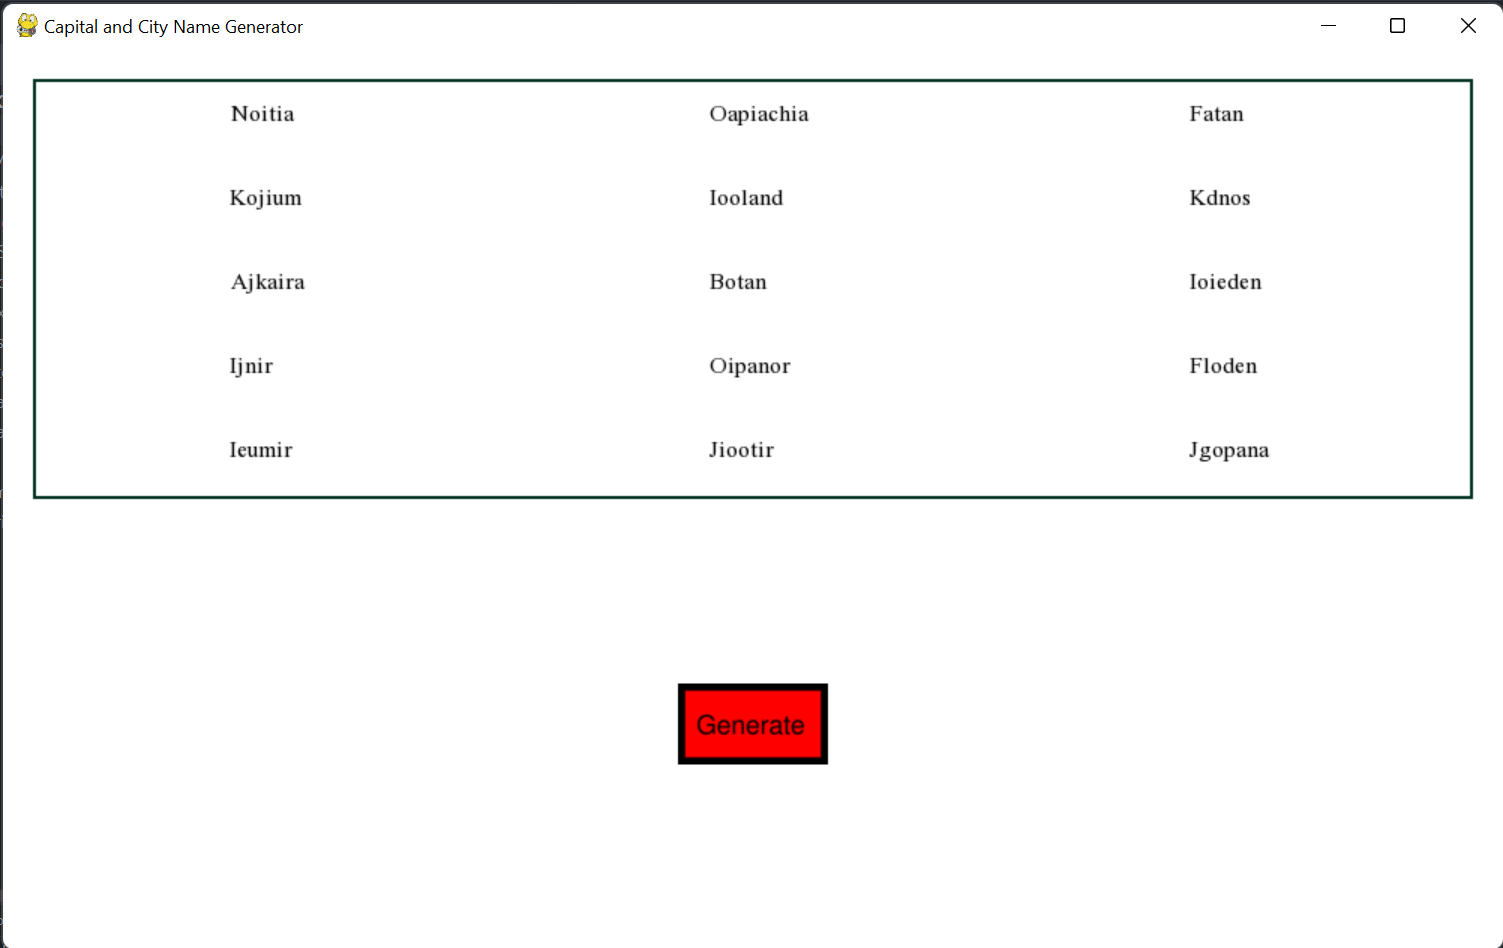 Capital and City Name Generator
Noitia Oapiachia Fatan
Kojium Iooland Kdnos
Ajkaira Botan Ioieden
Ijnir Oipanor Floden
Ieumir Jiootir Jgopana
Generate